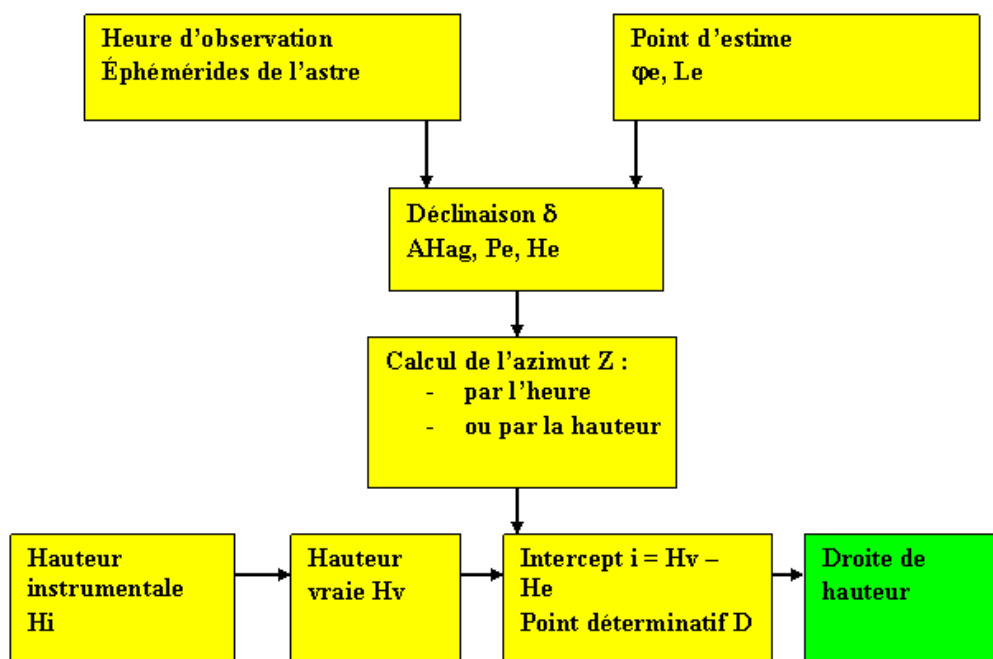 Heure d'observation
Éphémérides de l'astre
Point d'estime
φe, Le
Déclinaison δ
AHag, Pe, He
Calcul de l'azimut Z :
- par l'heure
- ou par la hauteur
Hauteur
instrumentale
Hi
Hauteur
vraie Hv
Intercept i = Hv –
He
Point déterminatif D
Droite de
hauteur